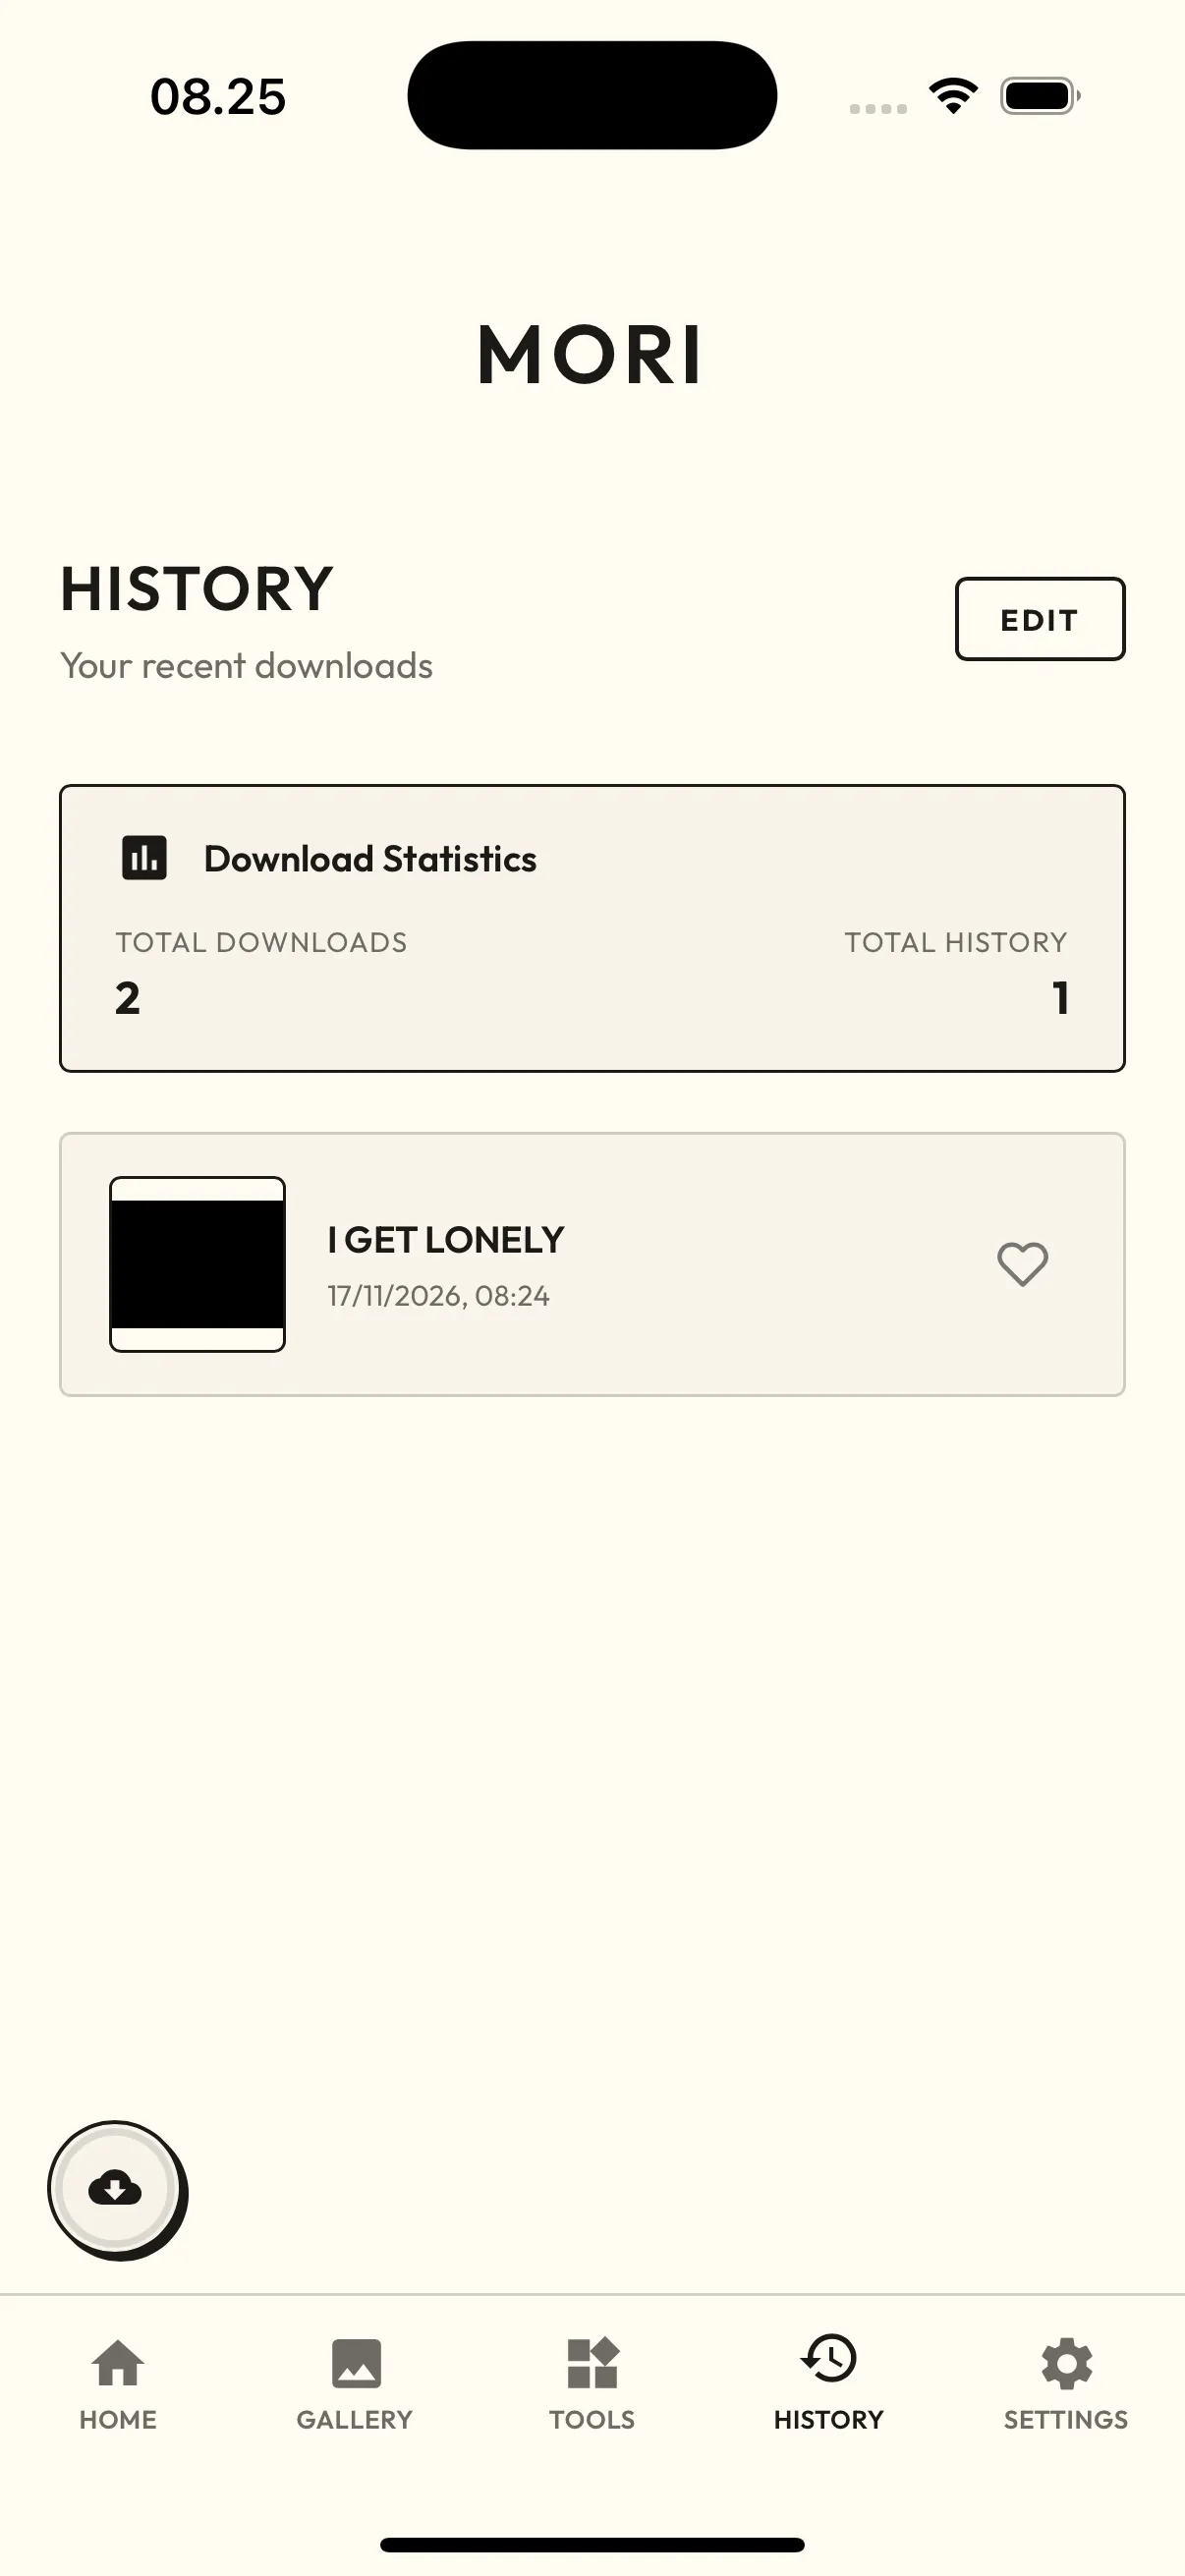 08.25
MORI
HISTORY
Your recent downloads
EDIT
Download Statistics
TOTAL DOWNLOADS
TOTAL HISTORY
2
1
I GET LONELY
17/11/2026, 08:24
HOME
GALLERY
TOOLS
HISTORY
SETTINGS